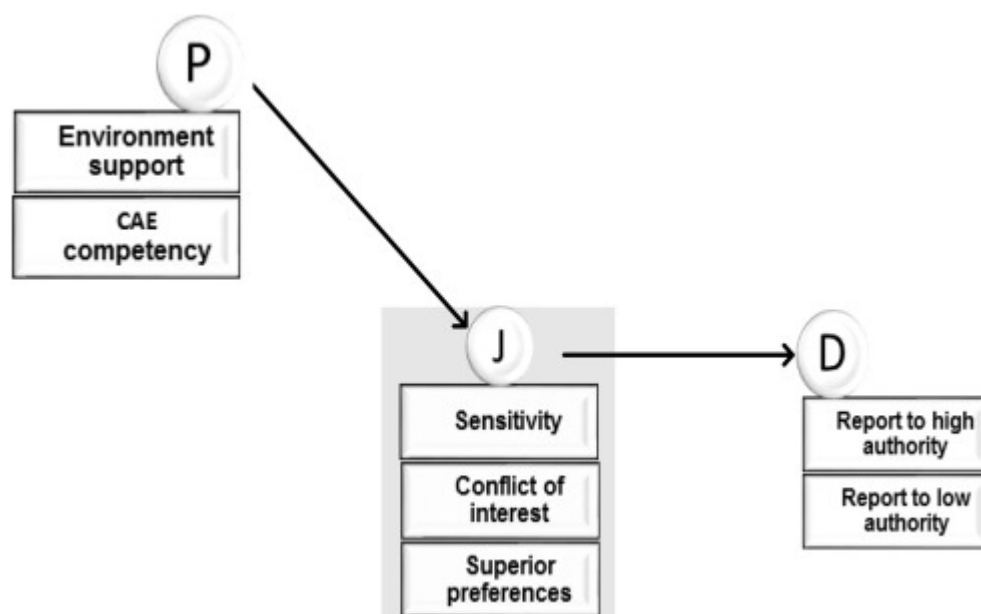 P
Environment
support
CAE
competency
J
Sensitivity
Conflict of
interest
Superior
preferences
D
Report to high
authority
Report to low
authority